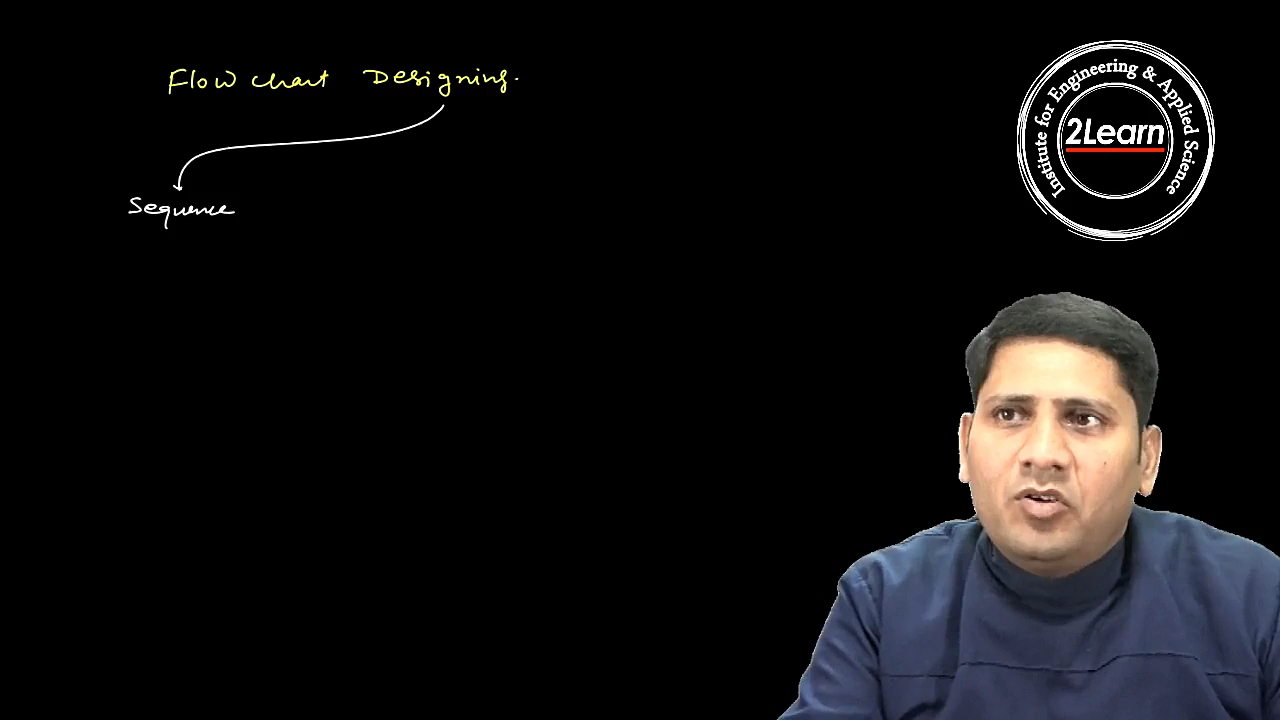 Flow chart Designing.
Sequence
Institute for Engineering & Applied Science
2Learn